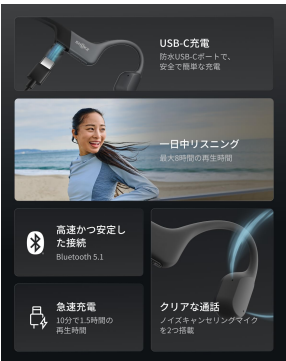 USB-C充電
防水USB-Cポートで、
安全で簡単な充電
一日中リスニング
最大8時間の再生時間
高速かつ安定し
た接続
Bluetooth 5.1
急速充電
10分で1.5時間の
再生時間
クリアな通話
ノイズキャンセリングマイク
を2つ搭載